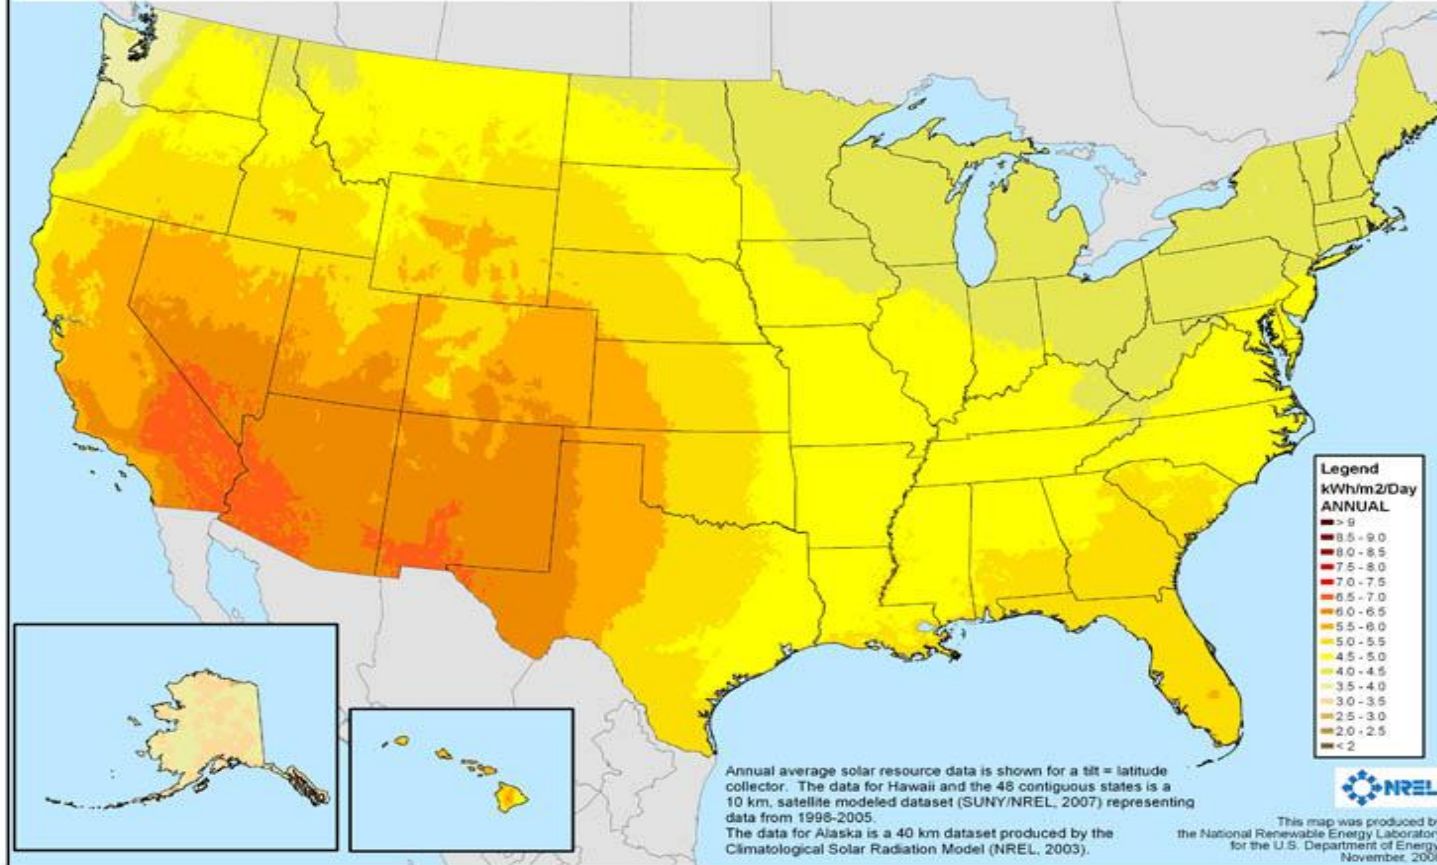 Legend
kWh/m2/Day
ANNUAL
> 9
8.5 - 9.0
8.0 - 8.5
7.5 - 8.0
7.0 - 7.5
6.5 - 7.0
6.0 - 6.5
5.5 - 6.0
5.0 - 5.5
4.5 - 5.0
4.0 - 4.5
3.5 - 4.0
3.0 - 3.5
2.5 - 3.0
2.0 - 2.5
< 2
Annual average solar resource data is shown for a tilt = latitude
collector. The data for Hawaii and the 48 contiguous states is a
10 km, satellite modeled dataset (SUNY/NREL, 2007) representing
data from 1998-2005.
The data for Alaska is a 40 km dataset produced by the
Climatological Solar Radiation Model (NREL, 2003).
NREL
This map was produced by
the National Renewable Energy Laboratory
for the U.S. Department of Energy
November,